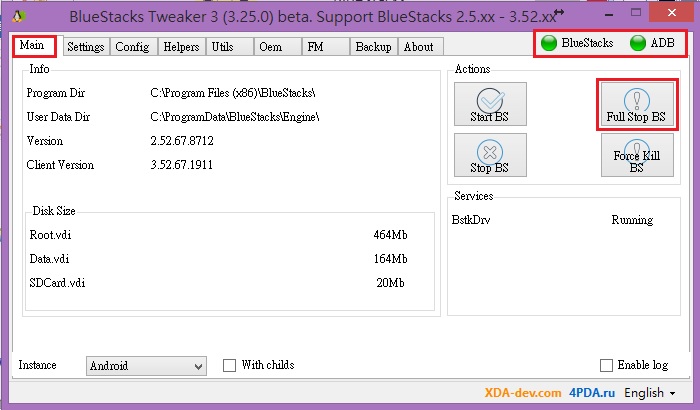 BlueStacks Tweaker 3 (3.25.0) beta. Support BlueStacks 2.5.xx - 3.52.xx
Main Settings Config Helpers Utils Oem FM Backup About BlueStacks ADB
Info
Program Dir C:\Program Files (x86)\BlueStacks\
User Data Dir C:\ProgramData\BlueStacks\Engine\
Version 2.52.67.8712
Client Version 3.52.67.1911
Disk Size
Root.vdi 464Mb
Data.vdi 164Mb
SDCard.vdi 20Mb
Actions
Start BS Full Stop BS
Stop BS Force Kill
BS
Services
BstkDrv Running
Instance Android With childs Enable log
XDA-dev.com 4PDA.ru English